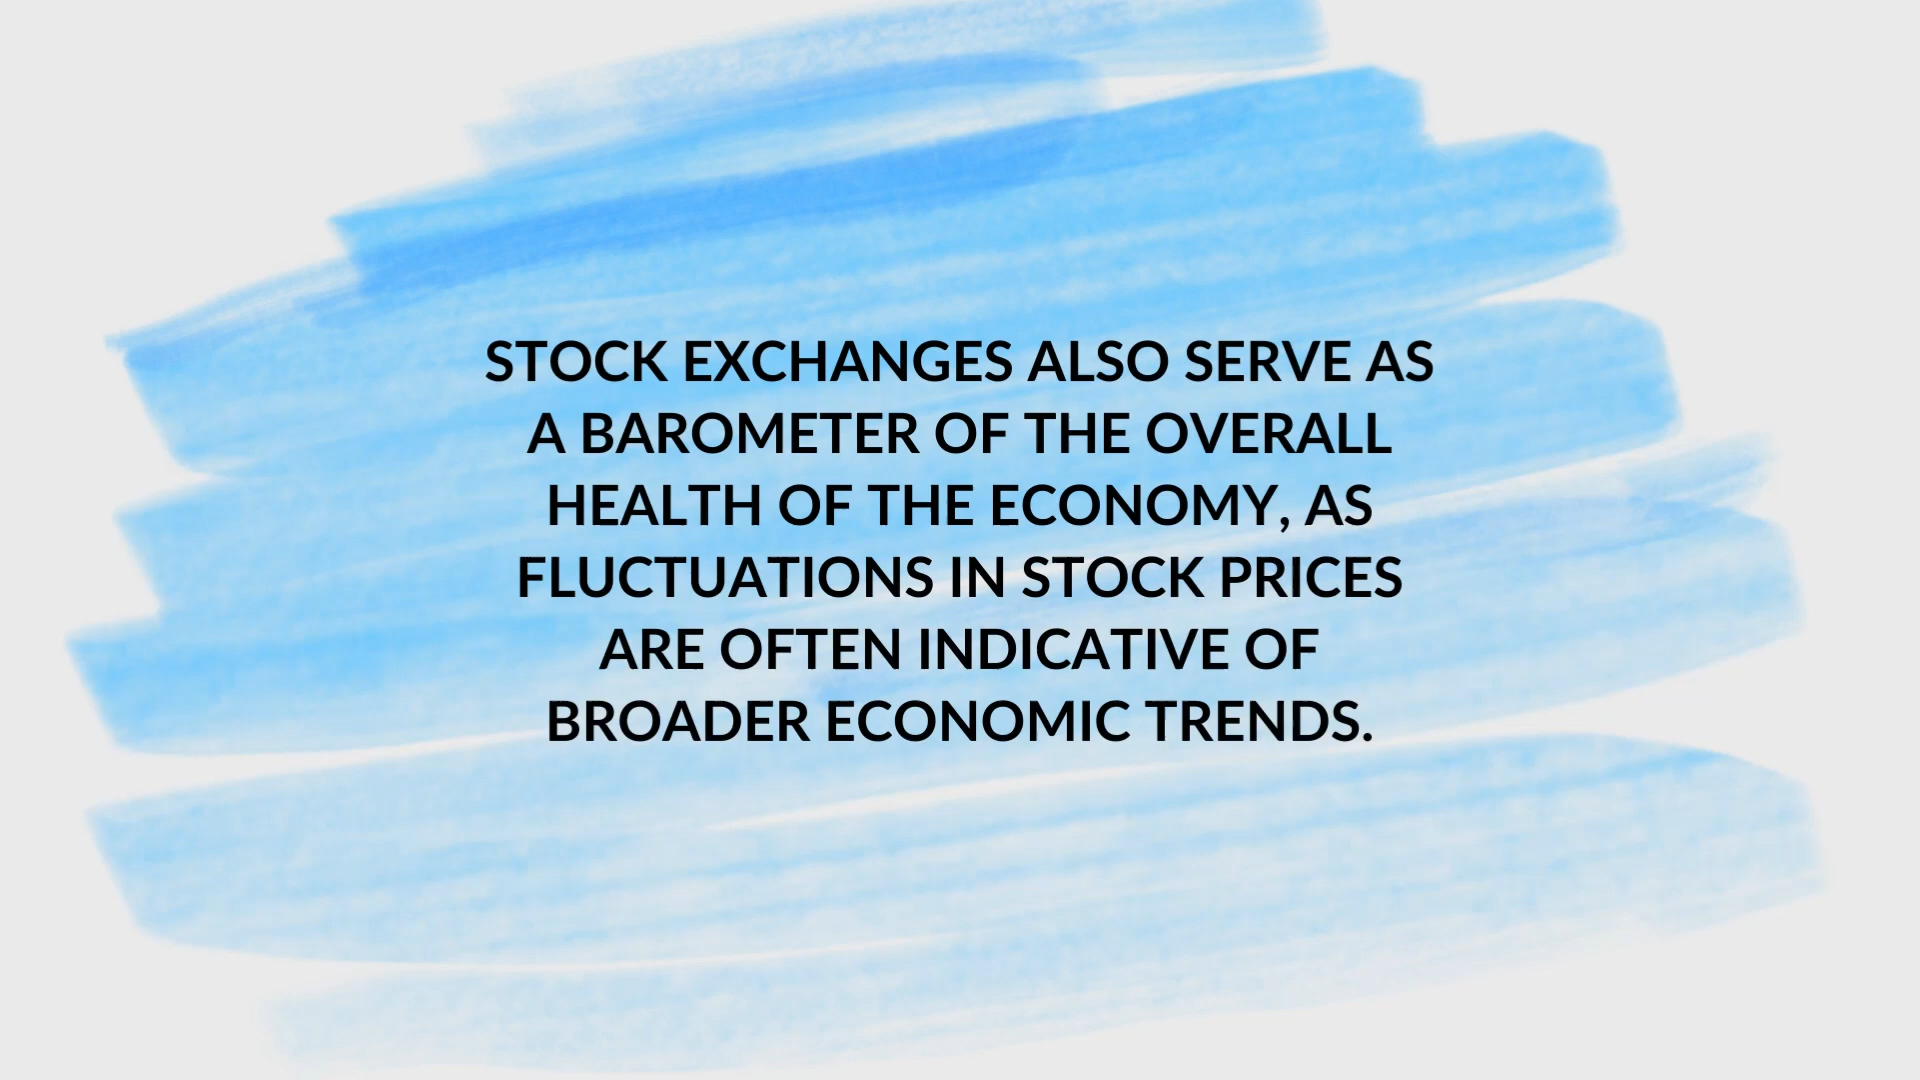 STOCK EXCHANGES ALSO SERVE AS
A BAROMETER OF THE OVERALL
HEALTH OF THE ECONOMY, AS
FLUCTUATIONS IN STOCK PRICES
ARE OFTEN INDICATIVE OF
BROADER ECONOMIC TRENDS.